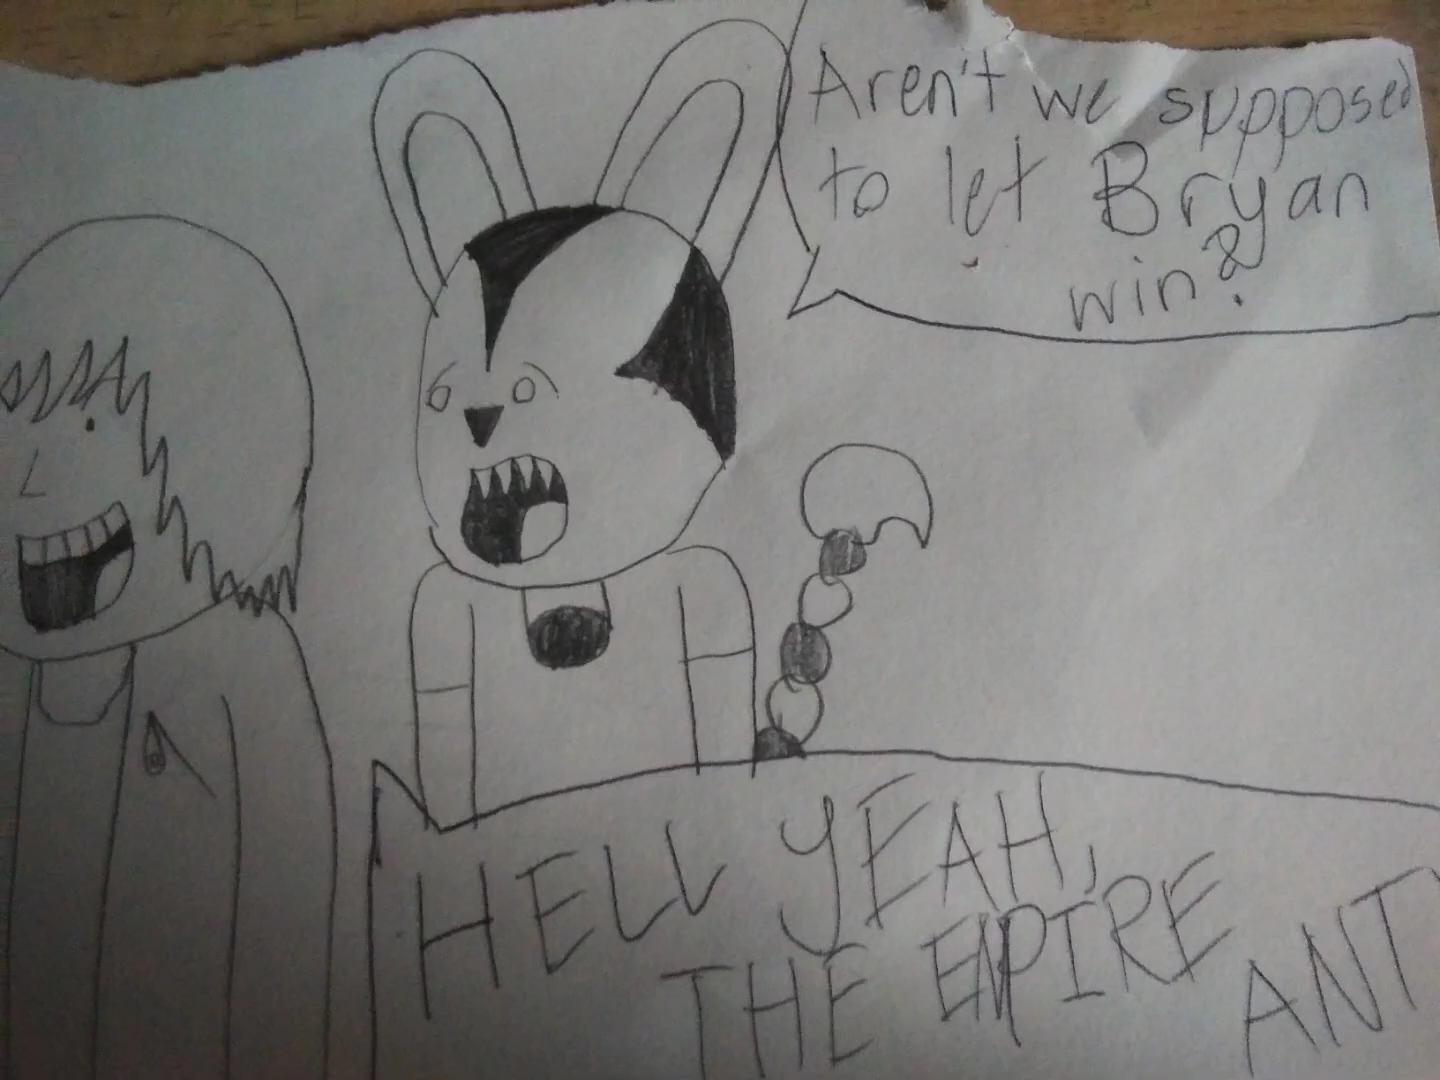 Aren't we supposed
to let Bryan
win?
HELL YEAH,
THE EMPIRE
ANT